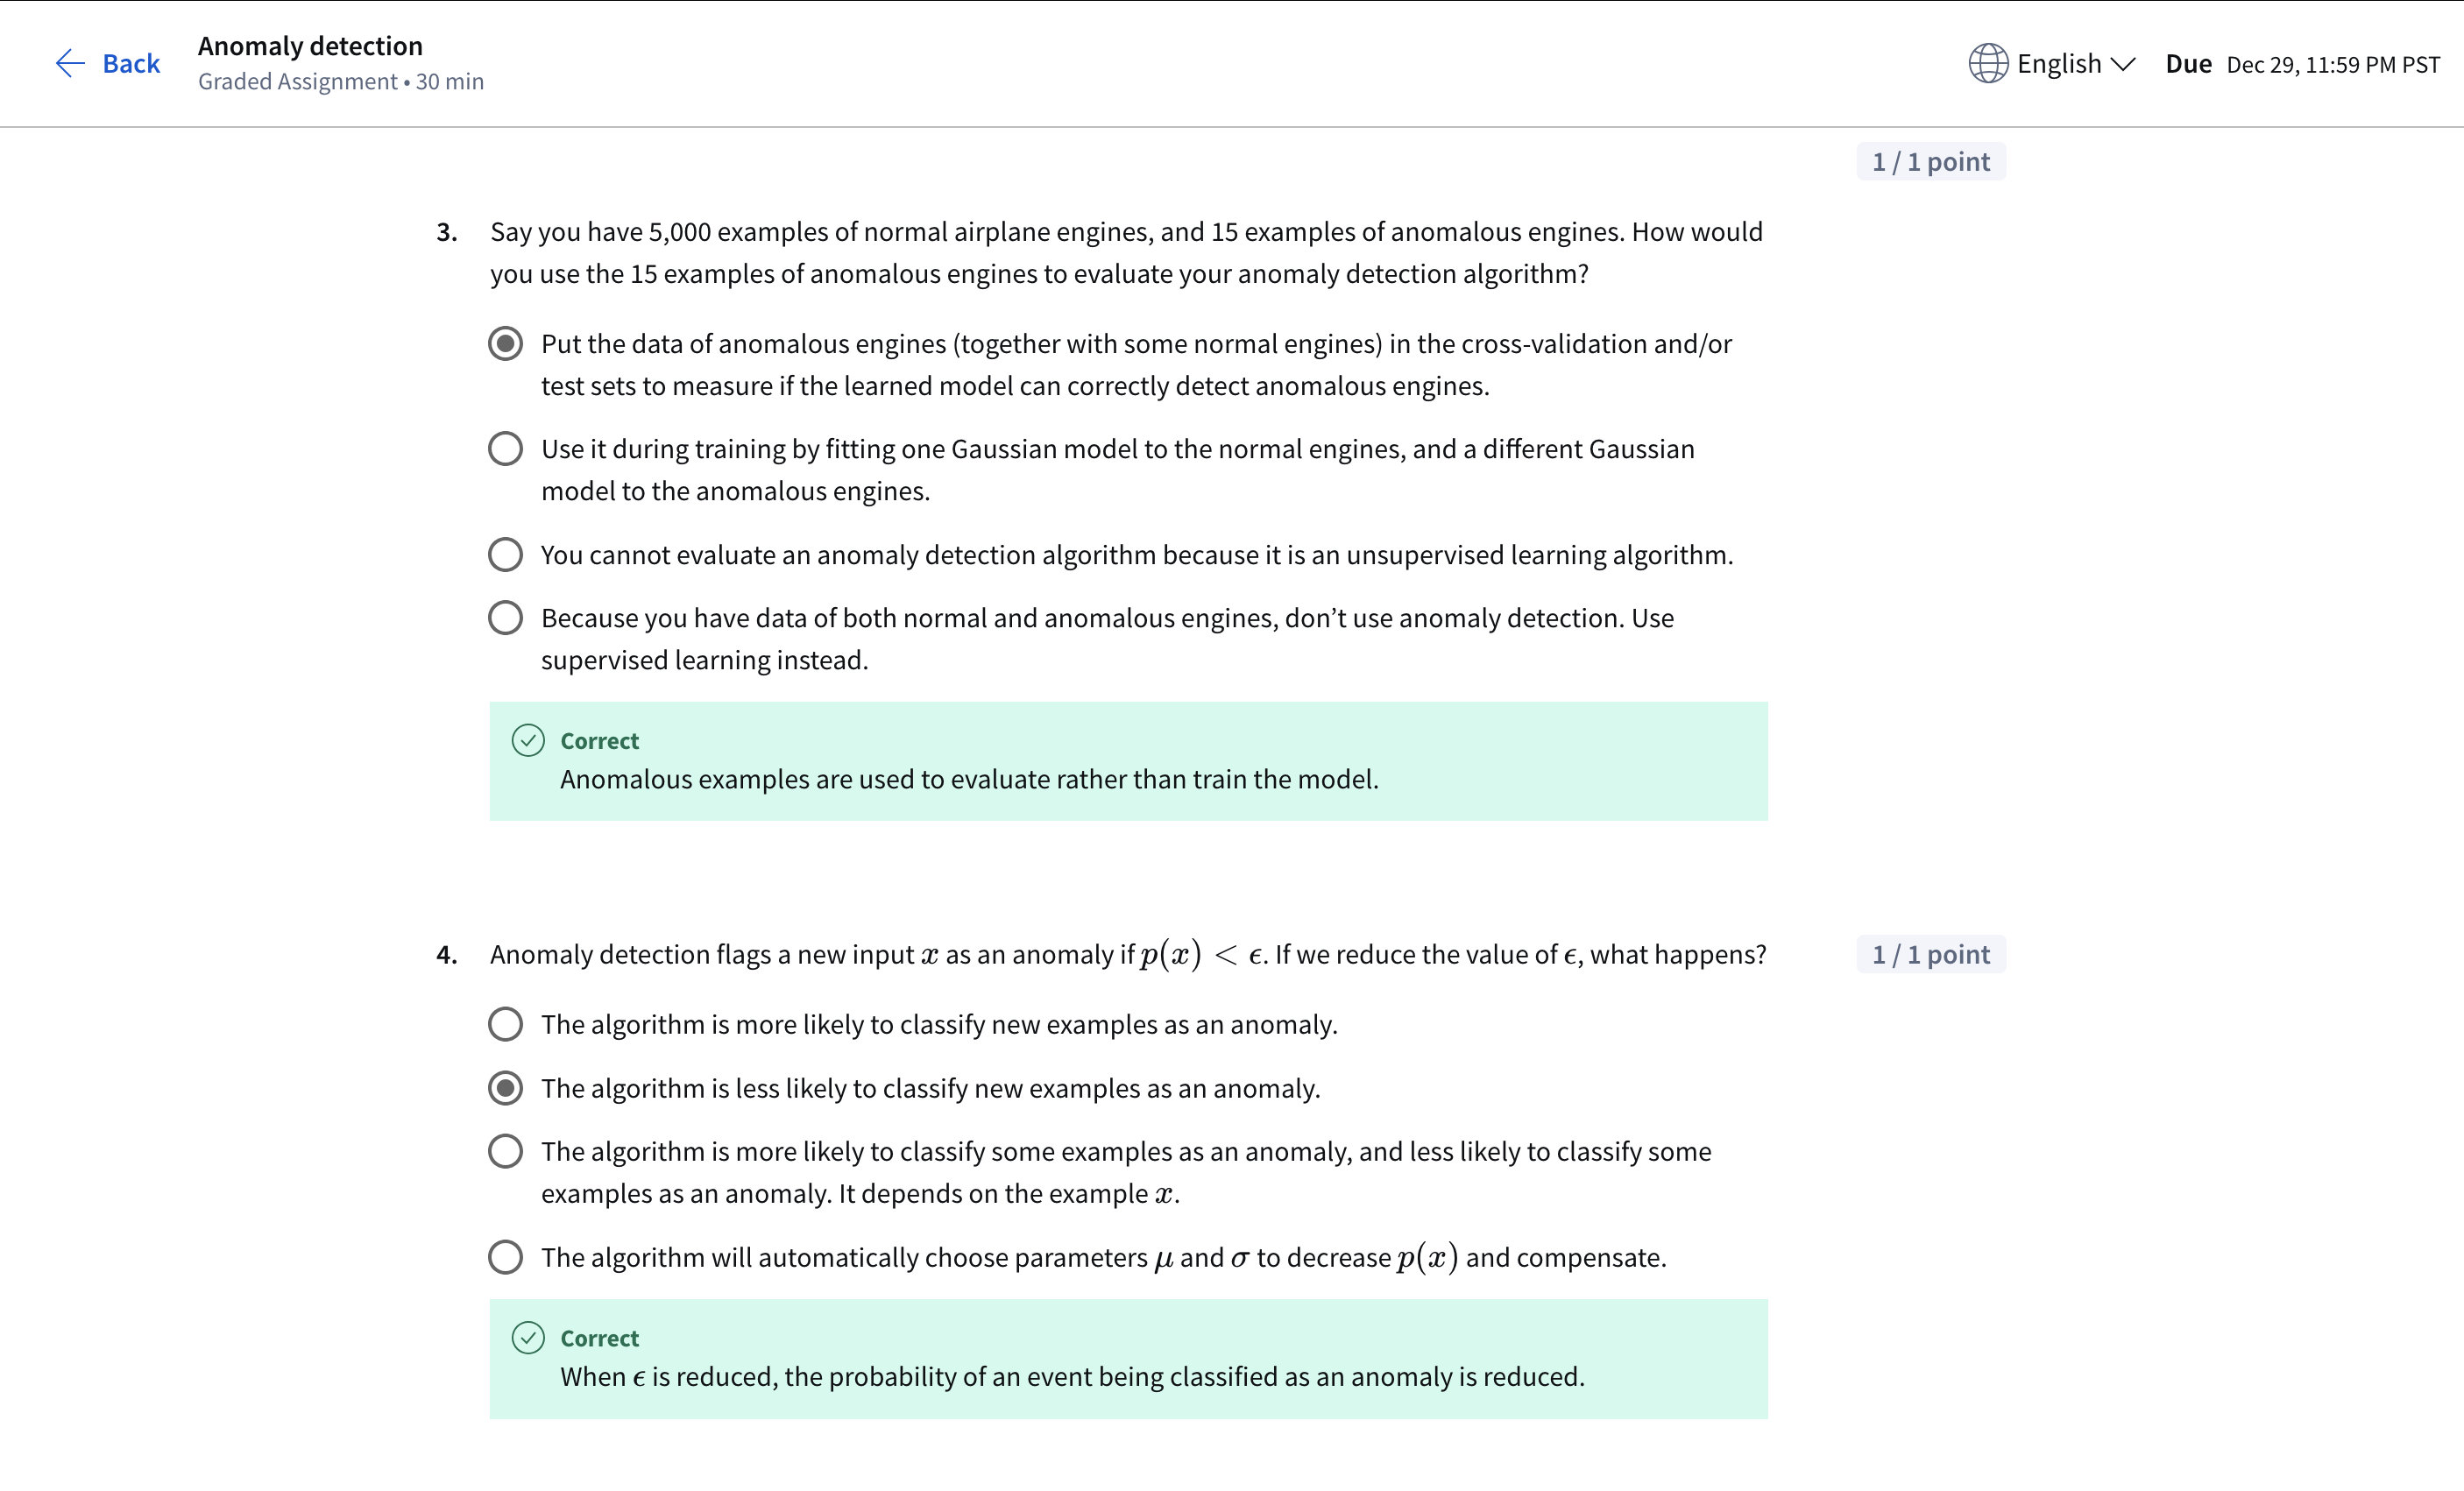 Back
Anomaly detection
Graded Assignment • 30 min
English
Due Dec 29, 11:59 PM PST
1 / 1 point
3. Say you have 5,000 examples of normal airplane engines, and 15 examples of anomalous engines. How would
you use the 15 examples of anomalous engines to evaluate your anomaly detection algorithm?
Put the data of anomalous engines (together with some normal engines) in the cross-validation and/or
test sets to measure if the learned model can correctly detect anomalous engines.
Use it during training by fitting one Gaussian model to the normal engines, and a different Gaussian
model to the anomalous engines.
You cannot evaluate an anomaly detection algorithm because it is an unsupervised learning algorithm.
Because you have data of both normal and anomalous engines, don’t use anomaly detection. Use
supervised learning instead.
Correct
Anomalous examples are used to evaluate rather than train the model.
4. Anomaly detection flags a new input x as an anomaly if p(x) < ϵ. If we reduce the value of ϵ, what happens?
1 / 1 point
The algorithm is more likely to classify new examples as an anomaly.
The algorithm is less likely to classify new examples as an anomaly.
The algorithm is more likely to classify some examples as an anomaly, and less likely to classify some
examples as an anomaly. It depends on the example x.
The algorithm will automatically choose parameters μ and σ to decrease p(x) and compensate.
Correct
When ϵ is reduced, the probability of an event being classified as an anomaly is reduced.